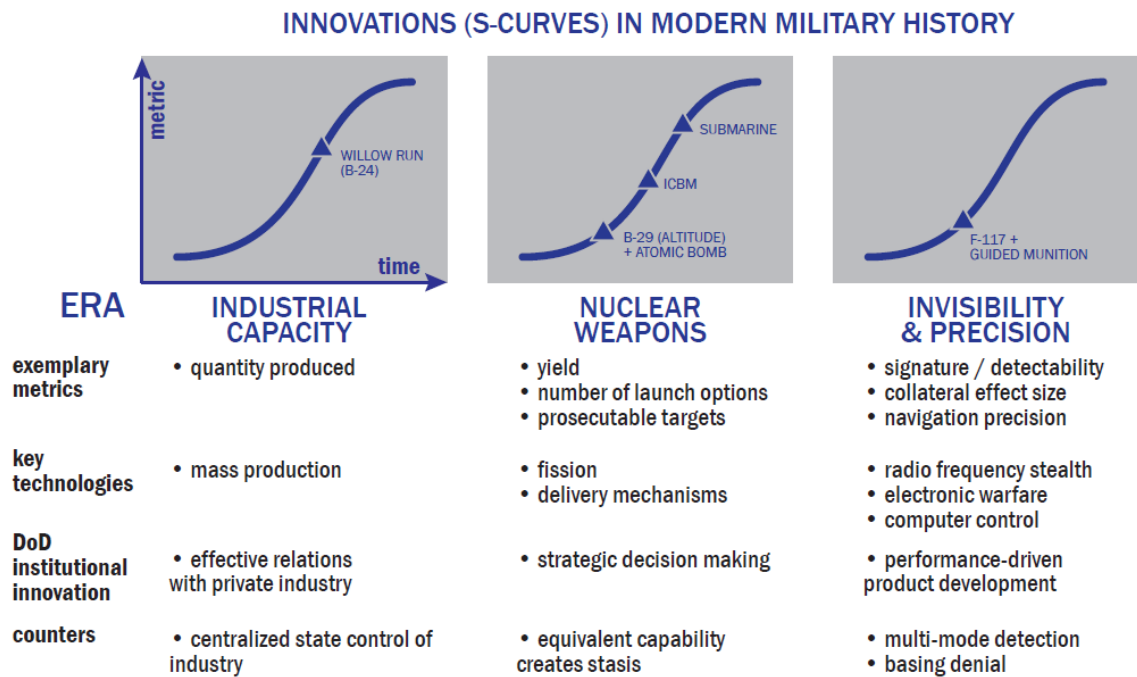 INNOVATIONS (S-CURVES) IN MODERN MILITARY HISTORY
metric
time
WILLOW RUN
(B-24)
SUBMARINE
ICBM
B-29 (ALTITUDE)
+ ATOMIC BOMB
F-117 +
GUIDED MUNITION
ERA
INDUSTRIAL
CAPACITY
NUCLEAR
WEAPONS
INVISIBILITY
& PRECISION
exemplary
metrics
• quantity produced
• yield
• number of launch options
• prosecutable targets
• signature / detectability
• collateral effect size
• navigation precision
key
technologies
• mass production
• fission
• delivery mechanisms
• radio frequency stealth
• electronic warfare
• computer control
DoD
institutional
innovation
• effective relations
with private industry
• strategic decision making
• performance-driven
product development
counters
• centralized state control of
industry
• equivalent capability
creates stasis
• multi-mode detection
• basing denial